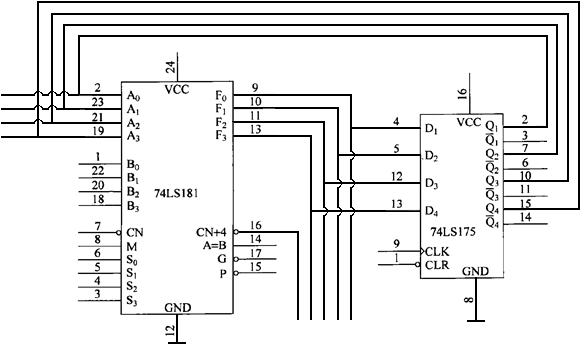 24
VCC
2 A0 F0 9
23 A1 F1 10
21 A2 F2 11
19 A3 F3 13
1 B0
22 B1
20 B2
18 B3
74LS181
7 CN CN+4 16
8 M A=B 14
6 S0 G 17
5 S1 P 15
4 S2
3 S3
GND
12
16
VCC
4 D1 Q1 2
Q̅1 3
5 D2 Q2 7
Q̅2 6
12 D3 Q3 10
Q̅3 11
13 D4 Q4 15
Q̅4 14
74LS175
9 CLK
1 CLR
GND
8